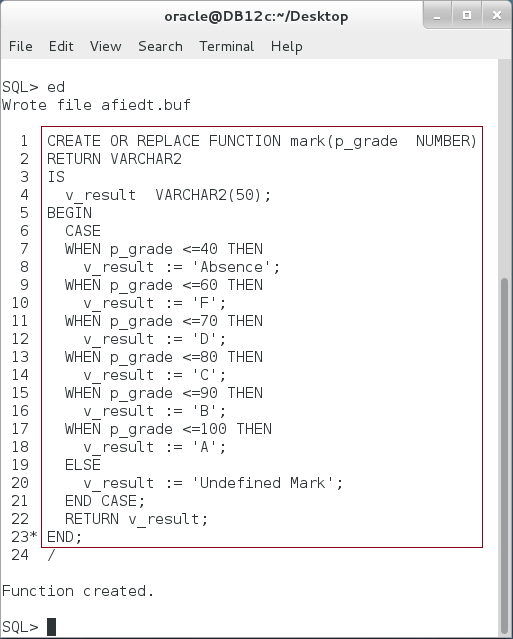 oracle@DB12c:~/Desktop
File Edit View Search Terminal Help
SQL> ed
Wrote file afiedt.buf
1 CREATE OR REPLACE FUNCTION mark(p_grade  NUMBER)
2 RETURN VARCHAR2
3 IS
4   v_result  VARCHAR2(50);
5 BEGIN
6   CASE
7   WHEN p_grade <=40 THEN
8     v_result := 'Absence';
9   WHEN p_grade <=60 THEN
10     v_result := 'F';
11   WHEN p_grade <=70 THEN
12     v_result := 'D';
13   WHEN p_grade <=80 THEN
14     v_result := 'C';
15   WHEN p_grade <=90 THEN
16     v_result := 'B';
17   WHEN p_grade <=100 THEN
18     v_result := 'A';
19   ELSE
20     v_result := 'Undefined Mark';
21   END CASE;
22   RETURN v_result;
23* END;
24 /
Function created.
SQL>